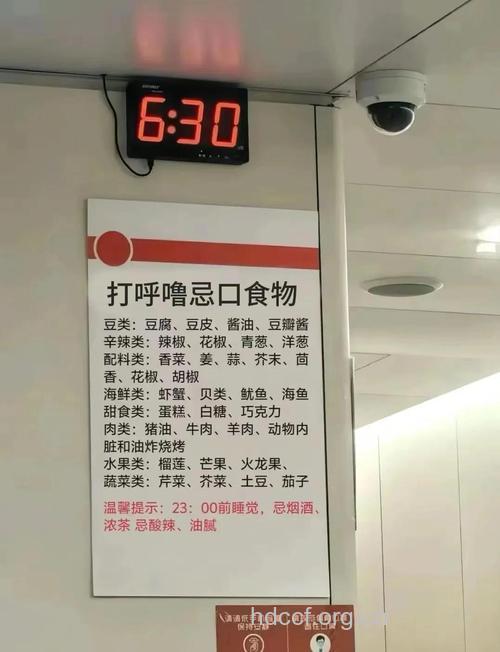 6:30
打呼噜忌口食物
豆类：豆腐、豆皮、酱油、豆瓣酱
辛辣类：辣椒、花椒、青葱、洋葱
配料类：香菜、姜、蒜、芥末、茴
香、花椒、胡椒
海鲜类：虾蟹、贝类、鱿鱼、海鱼
甜食类：蛋糕、白糖、巧克力
肉类：猪油、牛肉、羊肉、动物内
脏和油炸烧烤
水果类：榴莲、芒果、火龙果、
蔬菜类：芹菜、芥菜、土豆、茄子
温馨提示：23：00前睡觉，忌烟酒、
浓茶 忌酸辣、油腻
保持安静